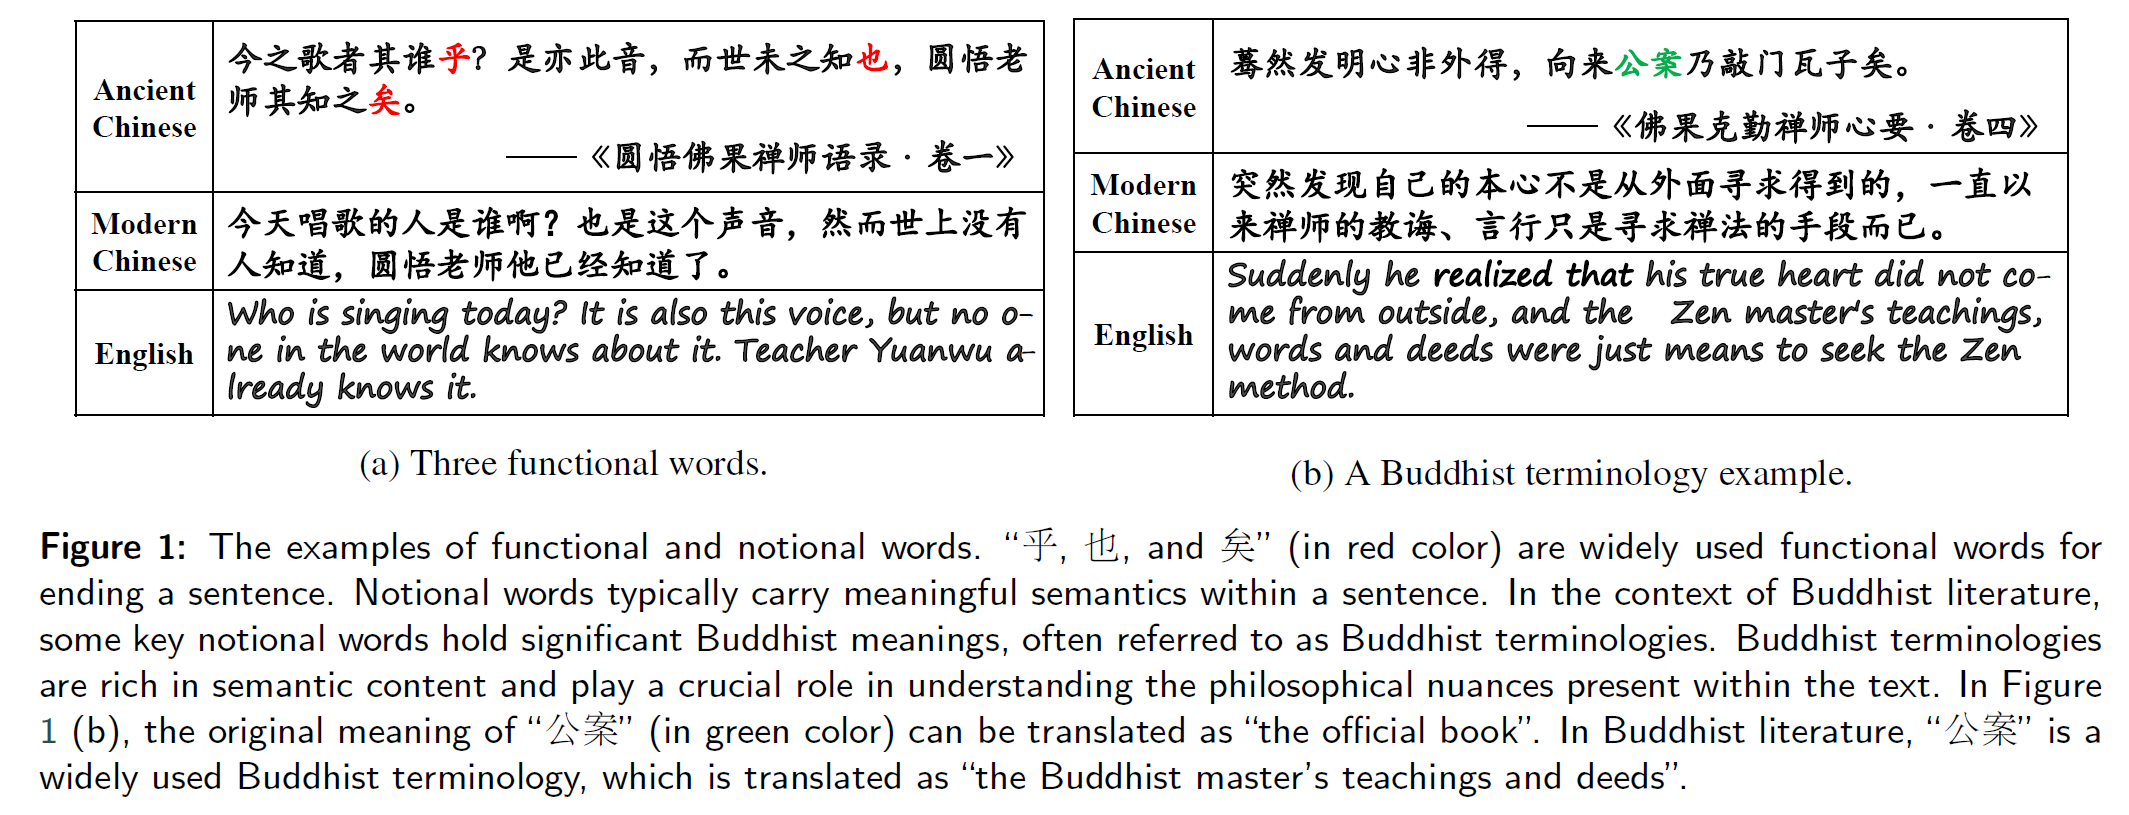 Ancient
Chinese
今之歌者其谁乎？是亦此音，而世未之知也，圆悟老
师其知之矣。
——《圆悟佛果禅师语录 · 卷一》
Modern
Chinese
今天唱歌的人是谁啊？也是这个声音，然而世上没有
人知道，圆悟老师他已经知道了。
English
Who is singing today? It is also this voice, but no o-
ne in the world knows about it. Teacher Yuanwu a-
lready knows it.
(a) Three functional words.
Ancient
Chinese
蓦然发明心非外得，向来公案乃敲门瓦子矣。
——《佛果克勤禅师心要 · 卷四》
Modern
Chinese
突然发现自己的本心不是从外面寻求得到的，一直以
来禅师的教诲、言行只是寻求禅法的手段而已。
English
Suddenly he realized that his true heart did not co-
me from outside, and the Zen master's teachings,
words and deeds were just means to seek the Zen
method.
(b) A Buddhist terminology example.
Figure 1: The examples of functional and notional words. “乎, 也, and 矣” (in red color) are widely used functional words for
ending a sentence. Notional words typically carry meaningful semantics within a sentence. In the context of Buddhist literature,
some key notional words hold significant Buddhist meanings, often referred to as Buddhist terminologies. Buddhist terminologies
are rich in semantic content and play a crucial role in understanding the philosophical nuances present within the text. In Figure
1 (b), the original meaning of “公案” (in green color) can be translated as “the official book”. In Buddhist literature, “公案” is a
widely used Buddhist terminology, which is translated as “the Buddhist master’s teachings and deeds”.